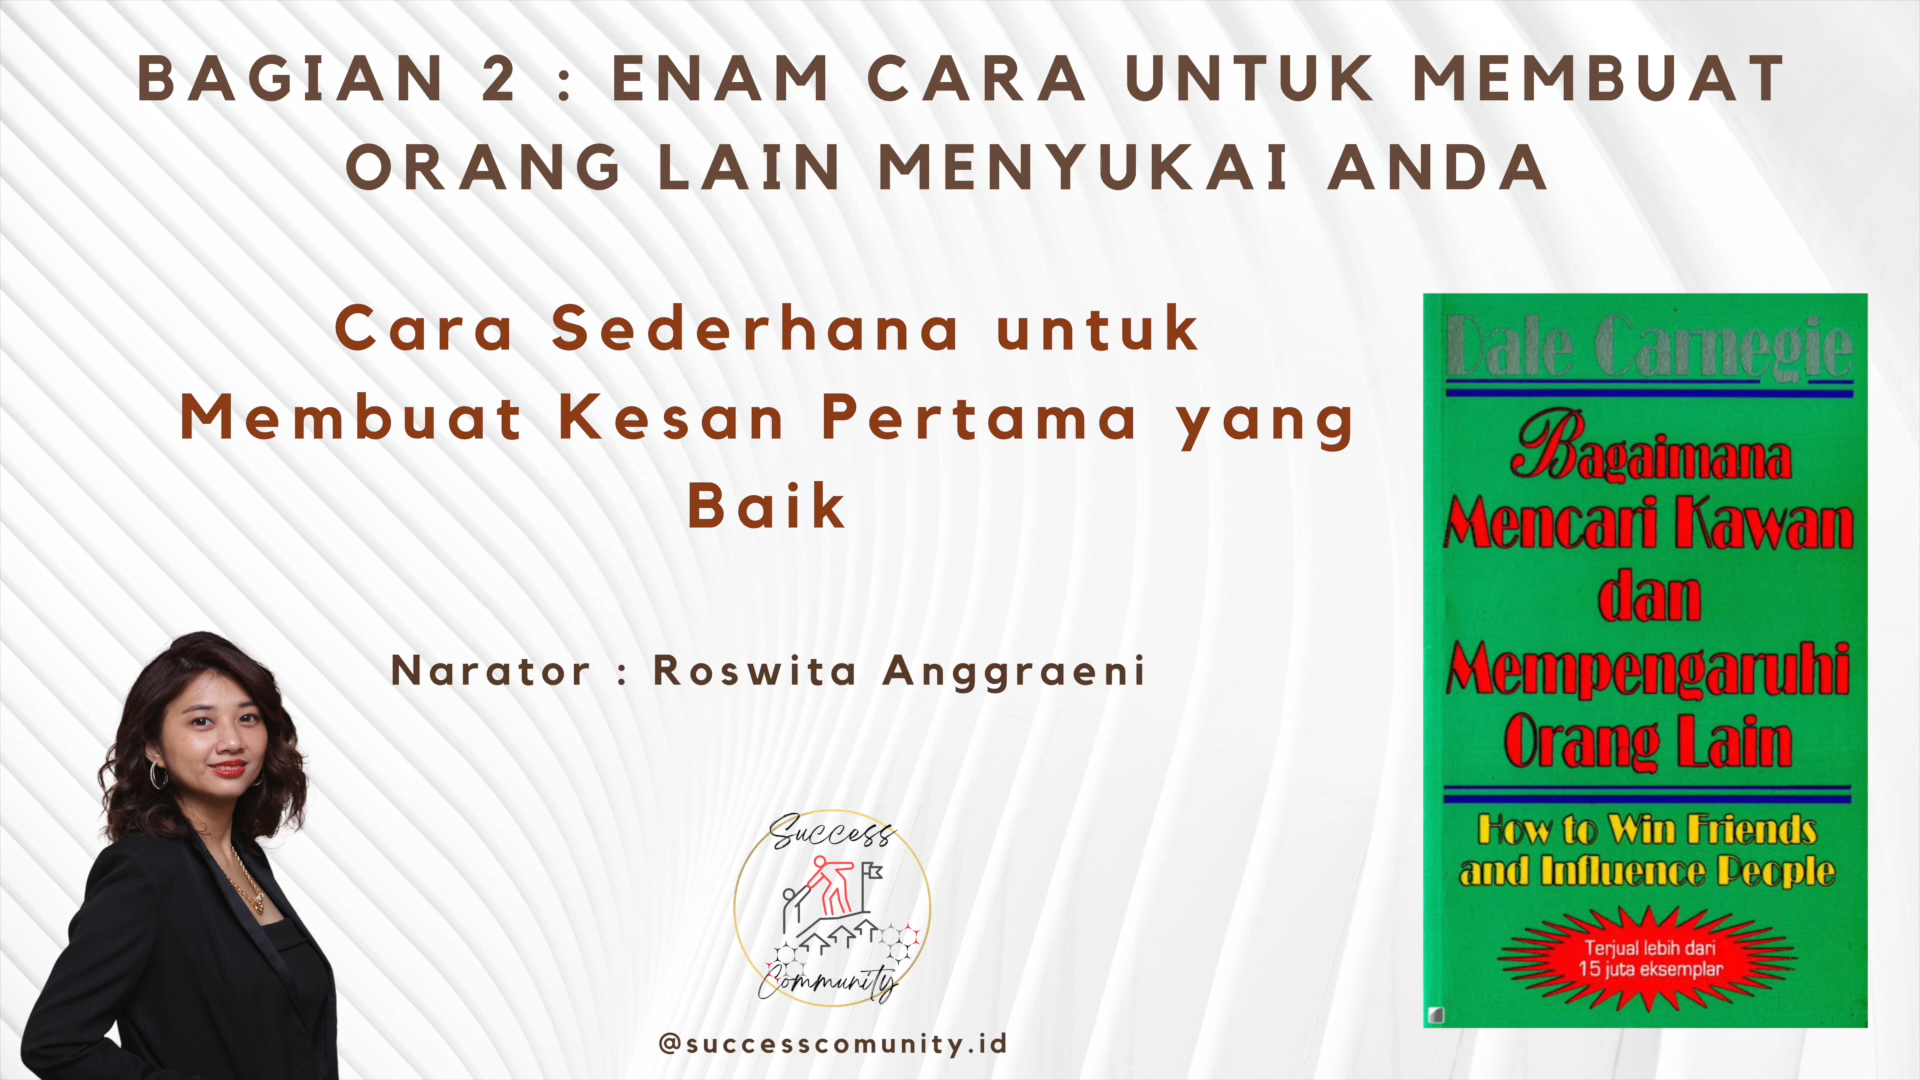 BAGIAN 2 : ENAM CARA UNTUK MEMBUAT
ORANG LAIN MENYUKAI ANDA
Cara Sederhana untuk
Membuat Kesan Pertama yang
Baik
Narator : Roswita Anggraeni
Success
Community
@successcomunity.id
Dale Carnegie
Bagaimana
Mencari Kawan
dan
Mempengaruhi
Orang Lain
How to Win Friends
and Influence People
Terjual lebih dari
15 juta eksemplar